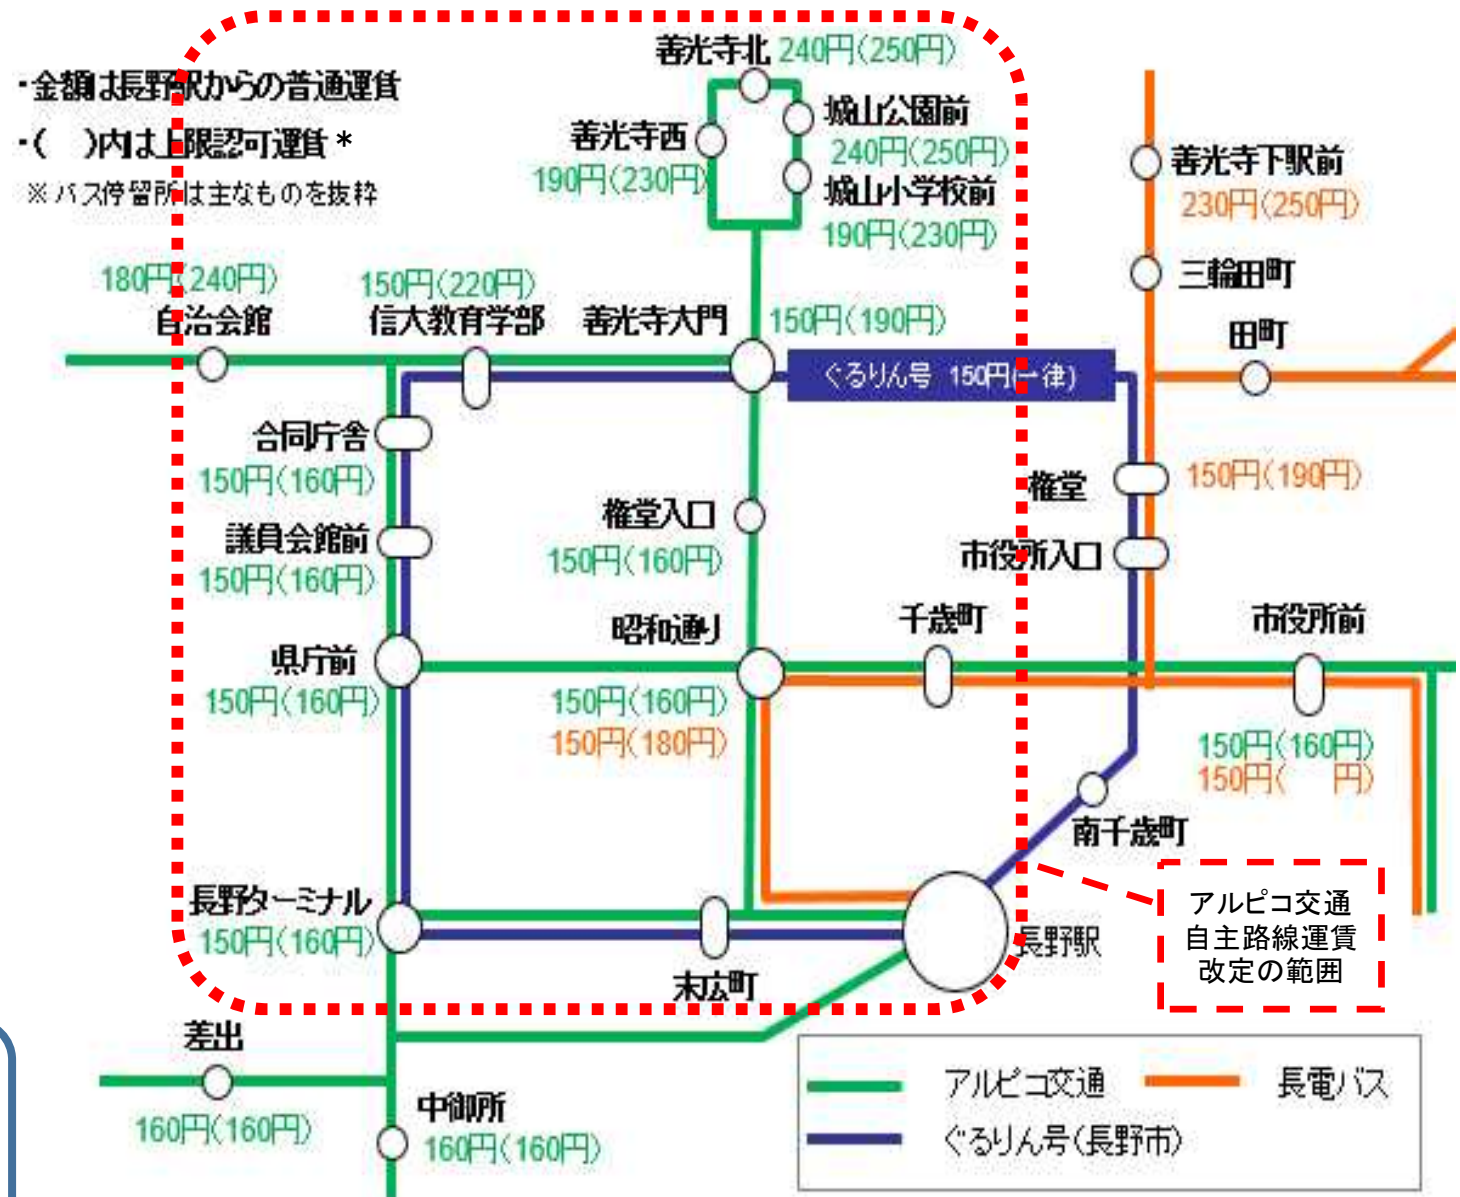 ・金額は長野駅からの普通運賃
・(　)内は上限認可運賃＊
※バス停留所は主なものを抜粋
善光寺北 240円(250円)
城山公園前
240円(250円)
善光寺西
190円(230円)
城山小学校前
190円(230円)
善光寺下駅前
230円(250円)
三輪田町
田町
180円(240円)
自治会館
150円(220円)
信大教育学部
善光寺大門
150円(190円)
ぐるりん号 150円(一律)
合同庁舎
150円(160円)
権堂
150円(190円)
権堂入口
150円(160円)
議員会館前
150円(160円)
市役所入口
昭和通り
150円(160円)
150円(180円)
千歳町
市役所前
150円(160円)
150円(　円)
県庁前
150円(160円)
南千歳町
長野ターミナル
150円(160円)
末広町
長野駅
アルピコ交通
自主路線運賃
改定の範囲
差出
160円(160円)
中御所
160円(160円)
アルピコ交通
長電バス
ぐるりん号(長野市)